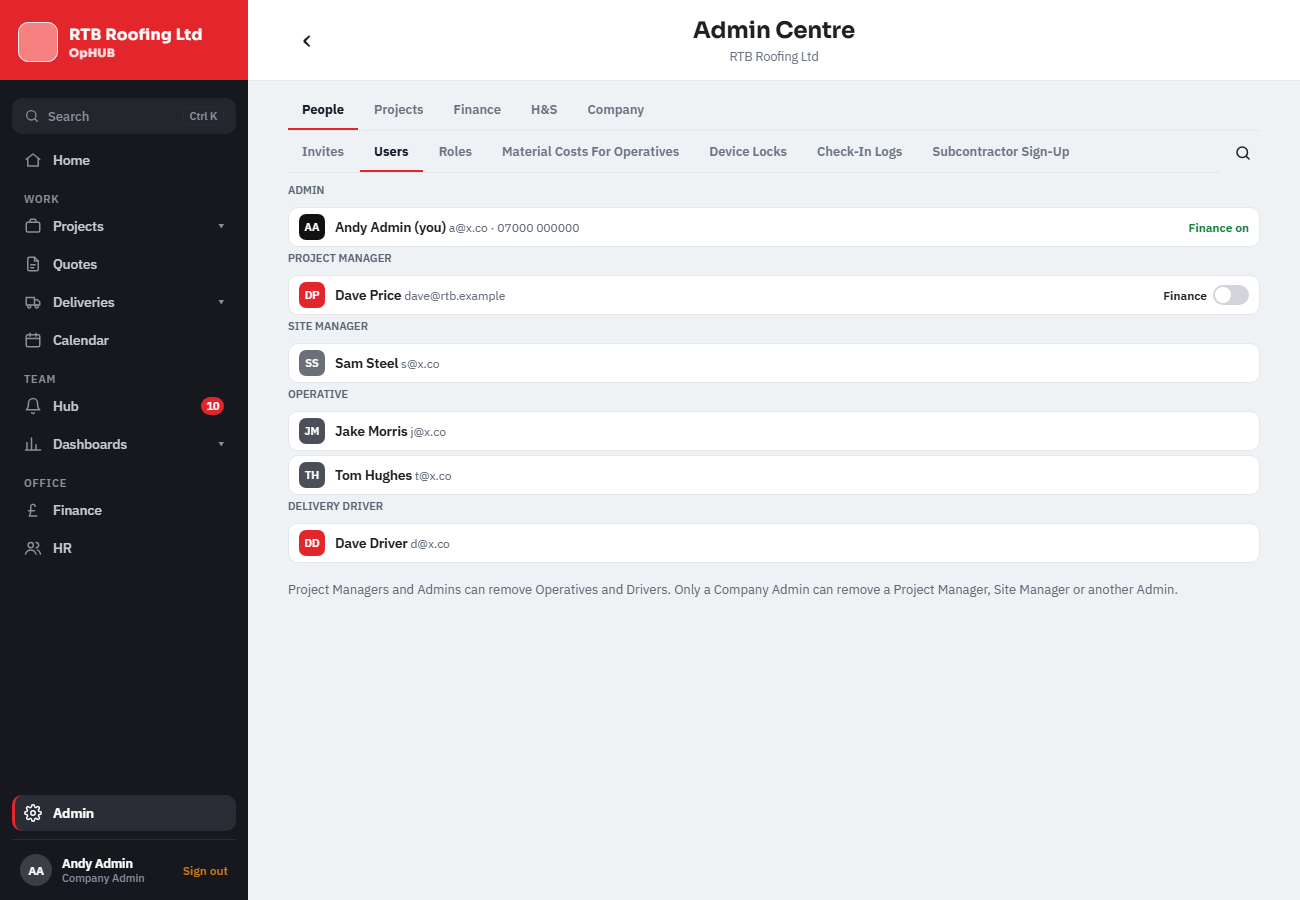 RTB Roofing Ltd
OpHUB
Admin Centre
RTB Roofing Ltd
Search Ctrl K
Home
WORK
Projects
Quotes
Deliveries
Calendar
TEAM
Hub 10
Dashboards
OFFICE
Finance
HR
Admin
AA Andy Admin
Company Admin
Sign out
People Projects Finance H&S Company
Invites Users Roles Material Costs For Operatives Device Locks Check-In Logs Subcontractor Sign-Up
ADMIN
AA Andy Admin (you) a@x.co · 07000 000000 Finance on
PROJECT MANAGER
DP Dave Price dave@rtb.example Finance
SITE MANAGER
SS Sam Steel s@x.co
OPERATIVE
JM Jake Morris j@x.co
TH Tom Hughes t@x.co
DELIVERY DRIVER
DD Dave Driver d@x.co
Project Managers and Admins can remove Operatives and Drivers. Only a Company Admin can remove a Project Manager, Site Manager or another Admin.